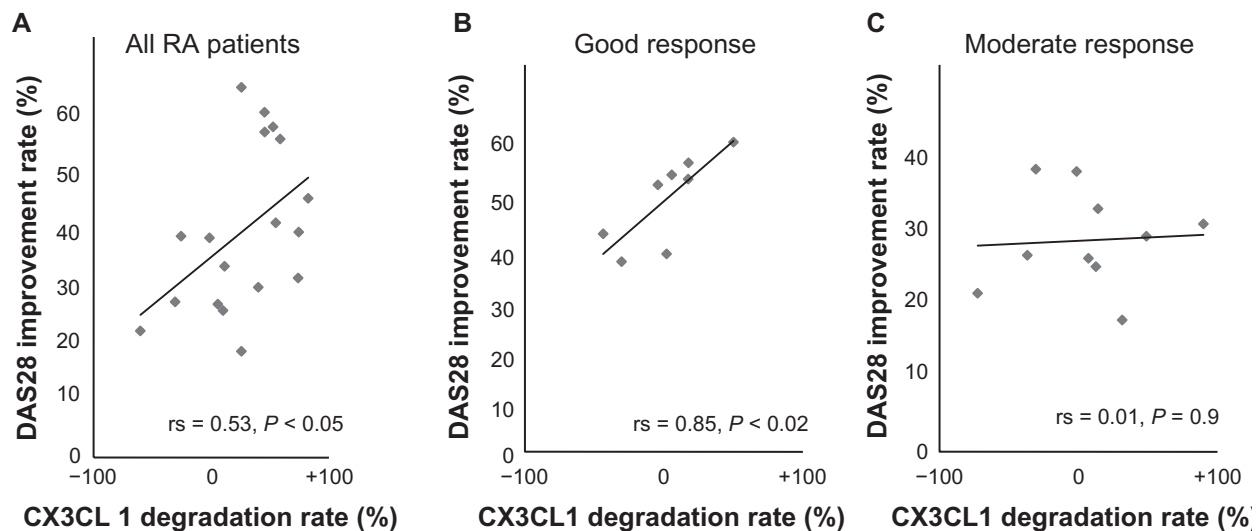 A
All RA patients
DAS28 improvement rate (%)
60
50
40
30
20
10
0
rs = 0.53, P < 0.05
−100
0
+100
CX3CL 1 degradation rate (%)
B
Good response
DAS28 improvement rate (%)
60
50
40
30
20
10
0
rs = 0.85, P < 0.02
−100
0
+100
CX3CL1 degradation rate (%)
C
Moderate response
DAS28 improvement rate (%)
40
30
20
10
0
rs = 0.01, P = 0.9
−100
0
+100
CX3CL1 degradation rate (%)